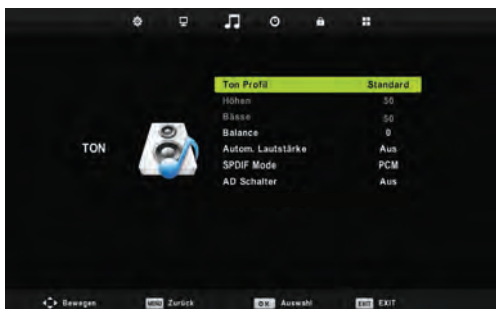 Ton Profil Standard
Höhen 50
Bässe 50
Balance 0
TON
Autom. Lautstärke Aus
SPDIF Mode PCM
AD Schalter Aus
Bewegen MENU Zurück OK Auswahl EXIT EXIT